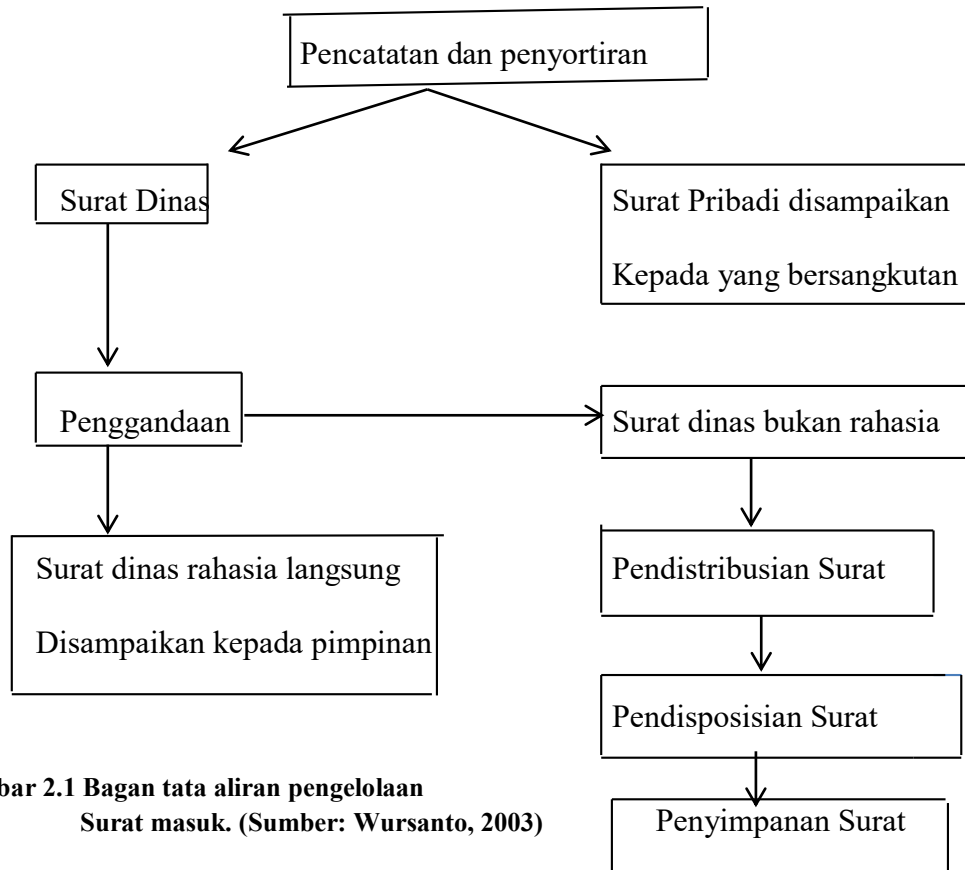 Pencatatan dan penyortiran
Surat Dinas
Surat Pribadi disampaikan
Kepada yang bersangkutan
Penggandaan
Surat dinas bukan rahasia
Surat dinas rahasia langsung
Disampaikan kepada pimpinan
Pendistribusian Surat
Pendisposisian Surat
Penyimpanan Surat
bar 2.1 Bagan tata aliran pengelolaan
Surat masuk. (Sumber: Wursanto, 2003)